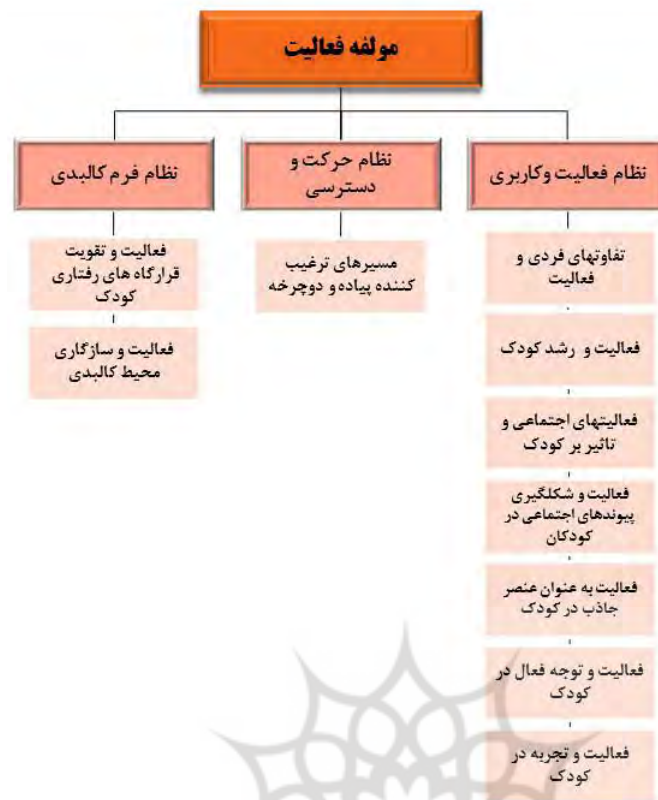 مولفه فعالیت
نظام فعالیت وکاربری
نظام حرکت و
دسترسی
نظام فرم کالبدی
تفاوتهای فردی و
فعالیت
فعالیت و رشد کودک
فعالیتهای اجتماعی و
تاثیر بر کودک
فعالیت و شکلگیری
پیوندهای اجتماعی در
کودکان
فعالیت به عنوان عنصر
جاذب در کودک
فعالیت و توجه فعال در
کودک
فعالیت و تجربه در
کودک
مسیرهای ترغیب
کننده پیاده و دوچرخه
فعالیت و تقویت
قرارگاه های رفتاری
کودک
فعالیت و سازگاری
محیط کالبدی